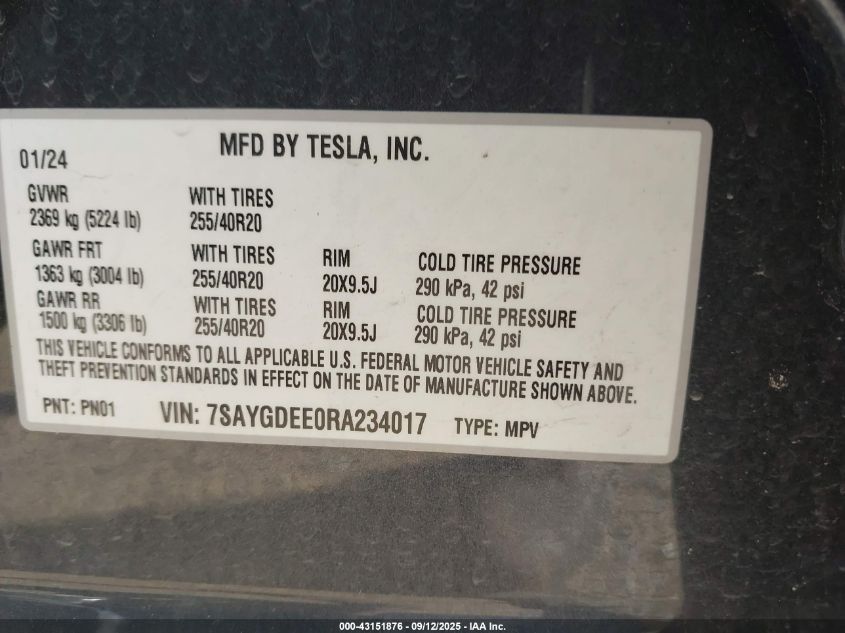 MFD BY TESLA, INC.
01/24
GVWR WITH TIRES
2369 kg (5224 lb) 255/40R20
GAWR FRT WITH TIRES RIM COLD TIRE PRESSURE
1363 kg (3004 lb) 255/40R20 20X9.5J 290 kPa, 42 psi
GAWR RR WITH TIRES RIM COLD TIRE PRESSURE
1500 kg (3306 lb) 255/40R20 20X9.5J 290 kPa, 42 psi
THIS VEHICLE CONFORMS TO ALL APPLICABLE U.S. FEDERAL MOTOR VEHICLE SAFETY AND
THEFT PREVENTION STANDARDS IN EFFECT ON THE DATE OF MANUFACTURE SHOWN ABOVE.
PNT: PN01 VIN: 7SAYGDEE0RA234017 TYPE: MPV
000-43151876 - 09/12/2025 - IAA Inc.